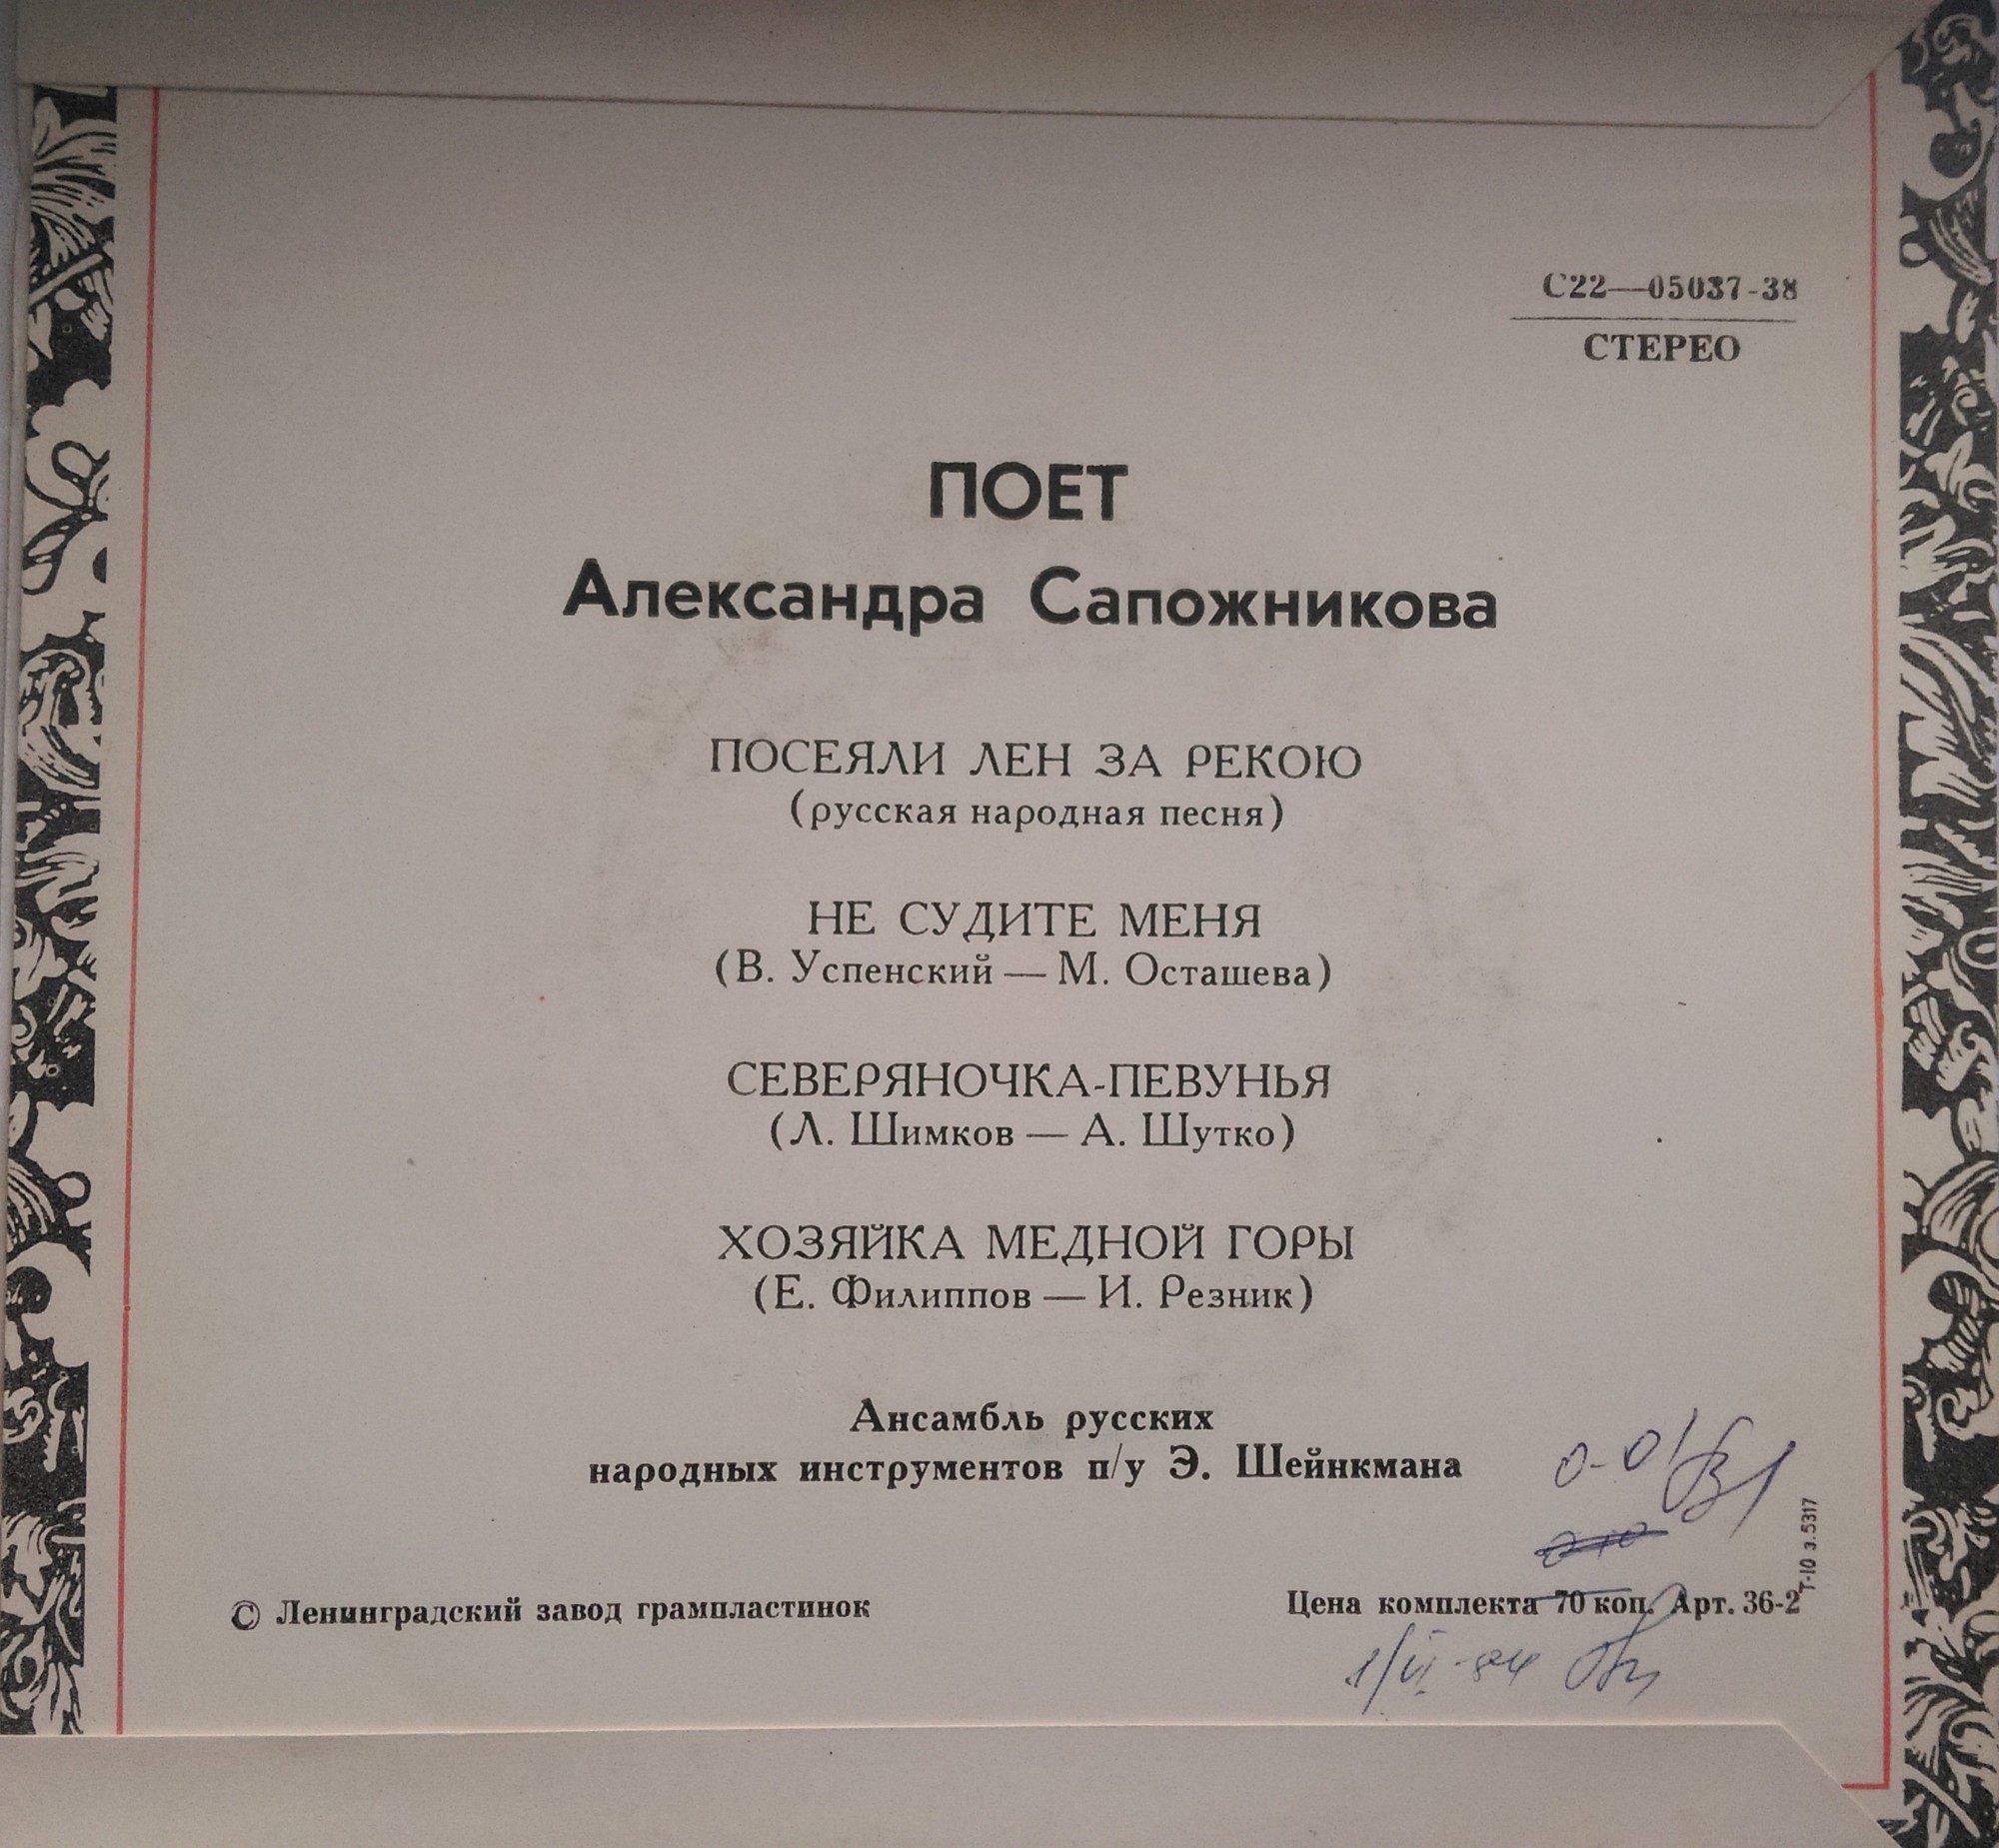 С22—05037-38
СТЕРЕО
ПОЕТ
Александра Сапожникова
ПОСЕЯЛИ ЛЕН ЗА РЕКОЮ
(русская народная песня)
НЕ СУДИТЕ МЕНЯ
(В. Успенский — М. Осташева)
СЕВЕРЯНОЧКА-ПЕВУНЬЯ
(Л. Шимков — А. Шутко)
ХОЗЯЙКА МЕДНОЙ ГОРЫ
(Е. Филиппов — И. Резник)
Ансамбль русских
народных инструментов п/у Э. Шейнкмана
0-01
Т-10 з.5317
© Ленинградский завод грампластинок
Цена комплекта 70 коп. Арт. 36-2
1/VI-84